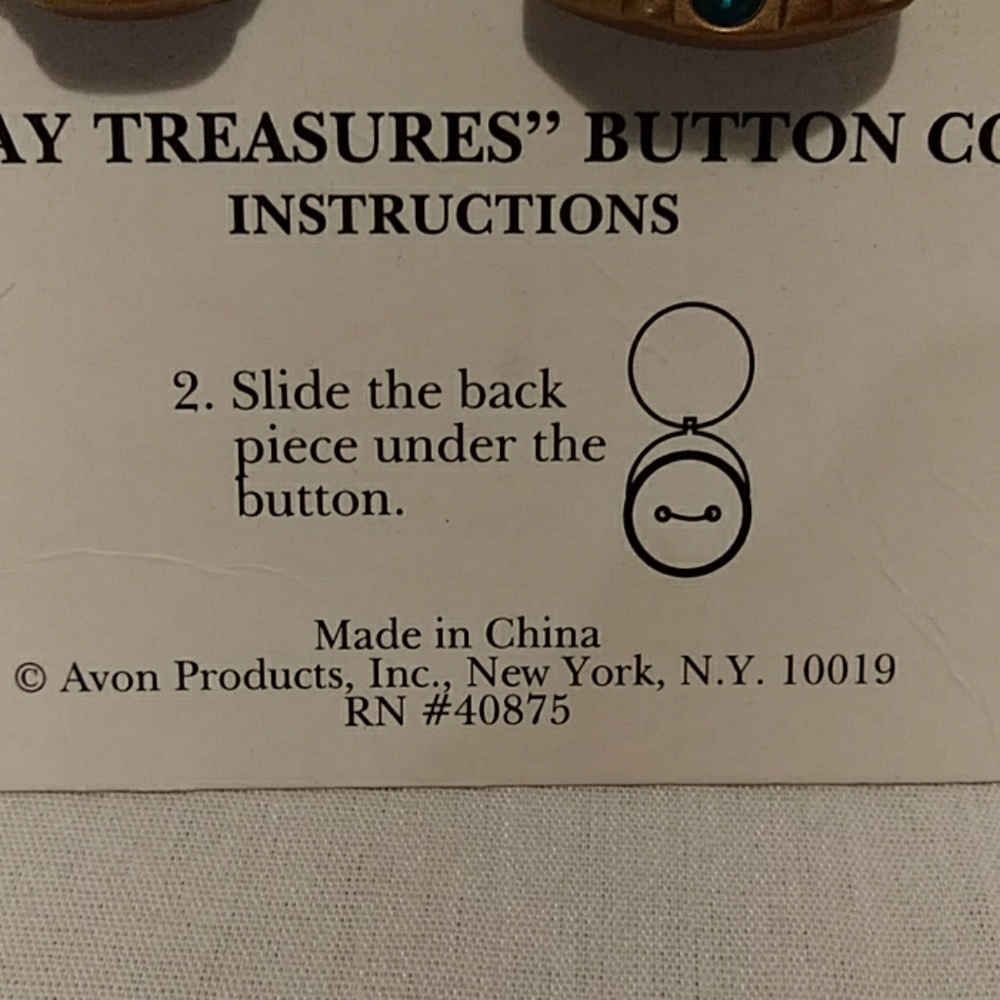 AY TREASURES” BUTTON CO
INSTRUCTIONS
2. Slide the back
piece under the
button.
Made in China
© Avon Products, Inc., New York, N.Y. 10019
RN #40875